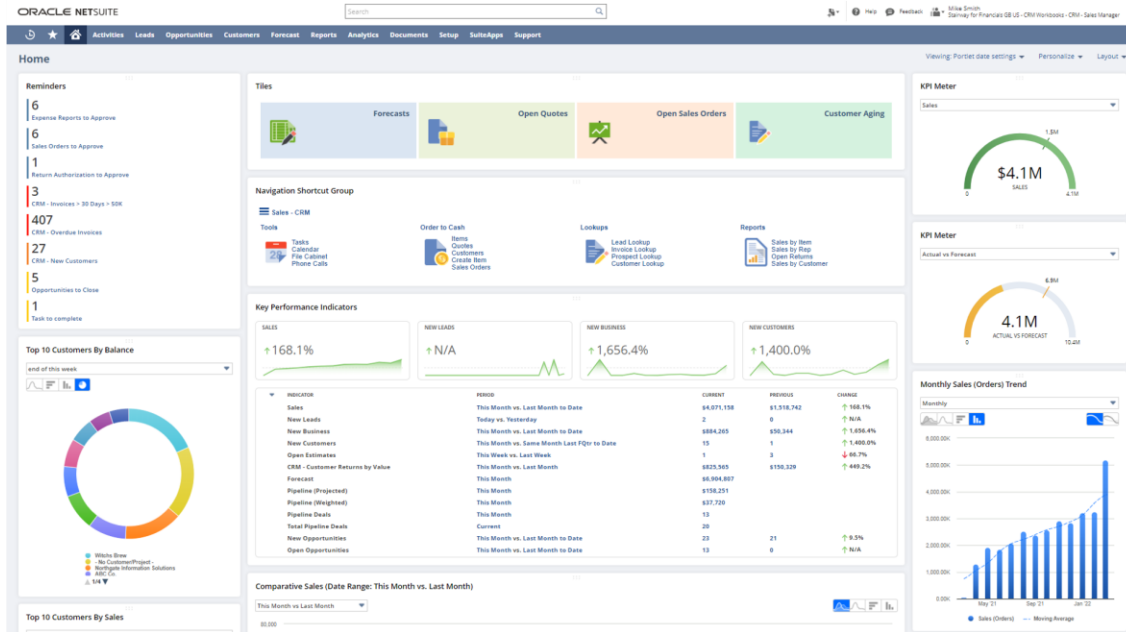 ORACLE NETSUITE
Search
Help
Feedback
Mike Smith
Stairway for Financials GB US - CRM Workbooks - CRM - Sales Manager
Activities Leads Opportunities Customers Forecast Reports Analytics Documents Setup SuiteApps Support
Home
Viewing: Portlet date settings
Personalize
Layout
Reminders
6
Expense Reports to Approve
6
Sales Orders to Approve
1
Return Authorization to Approve
3
CRM - Invoices > 30 Days > 50K
407
CRM - Overdue Invoices
27
CRM - New Customers
5
Opportunities to Close
1
Task to complete
Top 10 Customers By Balance
end of this week
Witchs Brew
- No Customer/Project -
Northgate Information Solutions
ABC Co.
1/4
Top 10 Customers By Sales
Tiles
Forecasts
Open Quotes
Open Sales Orders
Customer Aging
Navigation Shortcut Group
Sales - CRM
Tools
Tasks
Calendar
File Cabinet
Phone Calls
Order to Cash
Items
Quotes
Customers
Create Item
Sales Orders
Lookups
Lead Lookup
Invoice Lookup
Prospect Lookup
Customer Lookup
Reports
Sales by Item
Sales by Rep
Open Returns
Sales by Customer
Key Performance Indicators
SALES
168.1%
NEW LEADS
N/A
NEW BUSINESS
1,656.4%
NEW CUSTOMERS
1,400.0%
INDICATOR PERIOD CURRENT PREVIOUS CHANGE
Sales This Month vs. Last Month to Date $4,071,158 $1,518,742 168.1%
New Leads Today vs. Yesterday 2 0 N/A
New Business This Month vs. Last Month to Date $884,265 $50,344 1,656.4%
New Customers This Month vs. Same Month Last FQtr to Date 15 1 1,400.0%
Open Estimates This Week vs. Last Week 1 3 66.7%
CRM - Customer Returns by Value This Month vs. Last Month $825,565 $150,329 449.2%
Forecast This Month $6,904,807
Pipeline (Projected) This Month $158,251
Pipeline (Weighted) This Month $37,720
Pipeline Deals This Month 13
Total Pipeline Deals Current 20
New Opportunities This Month vs. Last Month to Date 23 21 9.5%
Open Opportunities This Month vs. Last Month to Date 13 0 N/A
Comparative Sales (Date Range: This Month vs. Last Month)
This Month vs Last Month
80,000
KPI Meter
Sales
1.5M
$4.1M
SALES
0
4.1M
KPI Meter
Actual vs Forecast
6.9M
4.1M
ACTUAL VS FORECAST
0
10.4M
Monthly Sales (Orders) Trend
Monthly
6,000.00K
5,000.00K
4,000.00K
3,000.00K
2,000.00K
1,000.00K
0.00K
May '21
Sep '21
Jan '22
Sales (Orders)
Moving Average